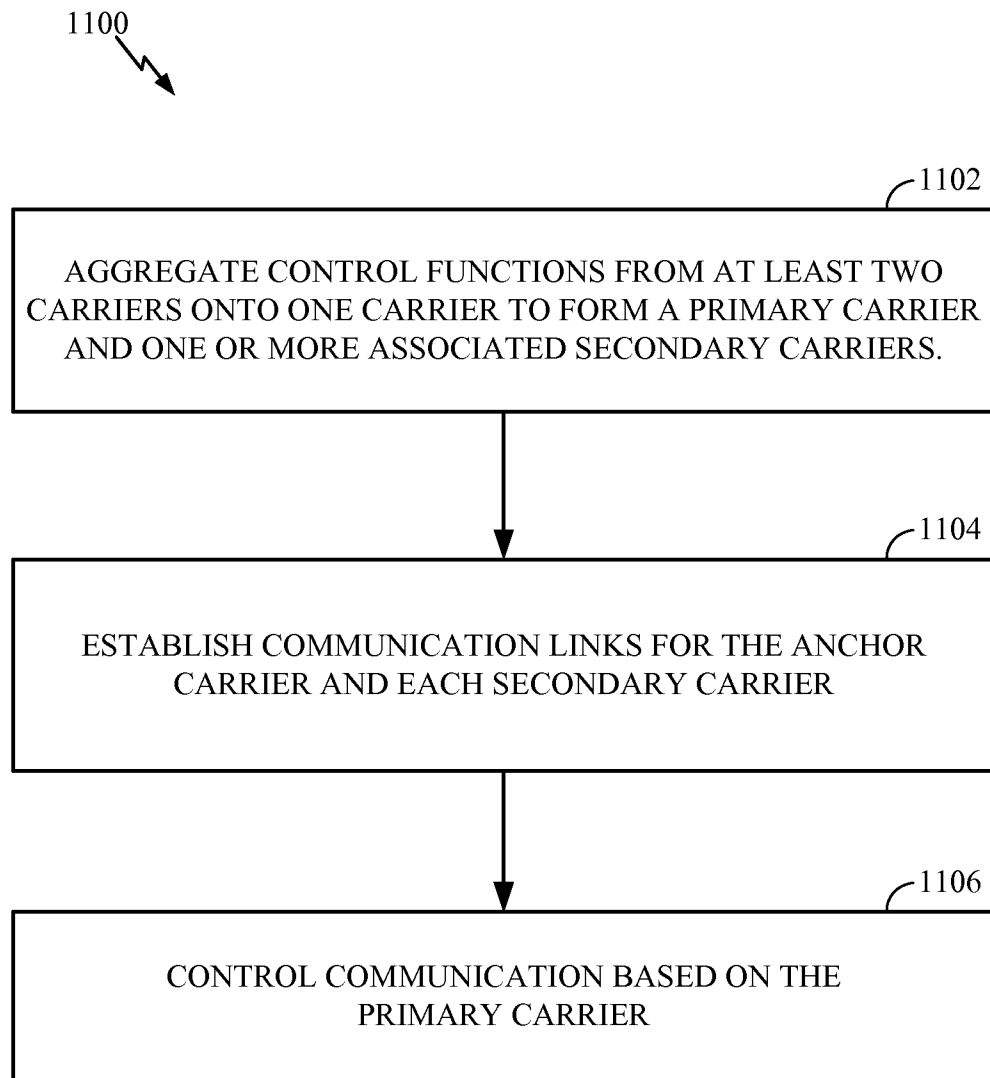 1100
1102
AGGREGATE CONTROL FUNCTIONS FROM AT LEAST TWO
CARRIERS ONTO ONE CARRIER TO FORM A PRIMARY CARRIER
AND ONE OR MORE ASSOCIATED SECONDARY CARRIERS.
1104
ESTABLISH COMMUNICATION LINKS FOR THE ANCHOR
CARRIER AND EACH SECONDARY CARRIER
1106
CONTROL COMMUNICATION BASED ON THE
PRIMARY CARRIER